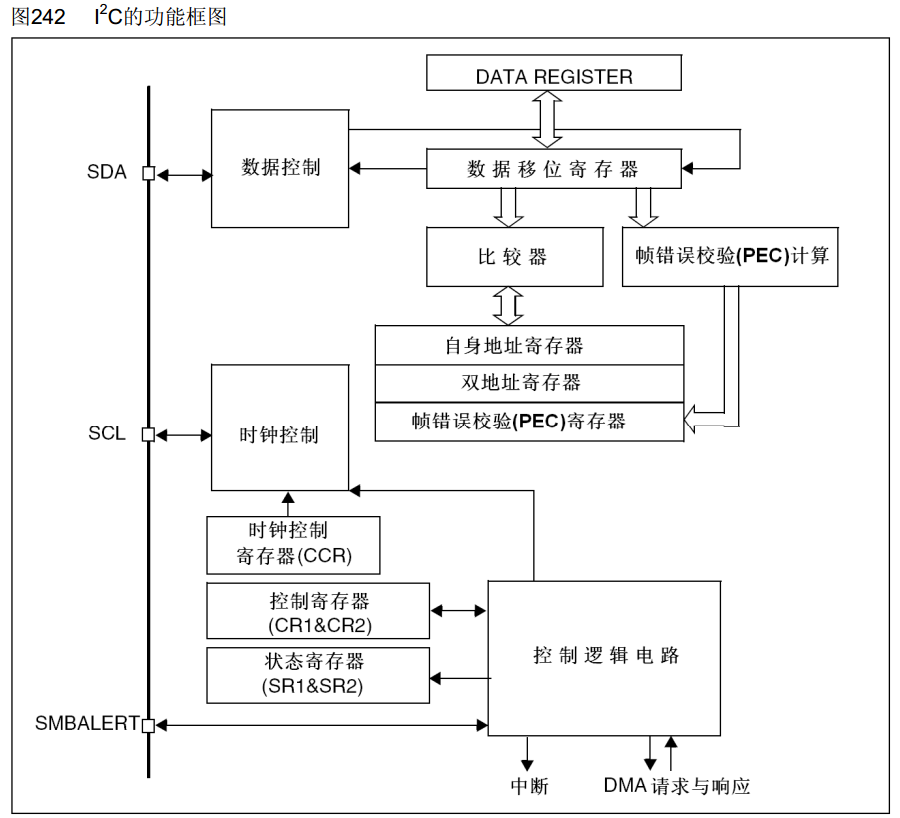 图242 I²C的功能框图
DATA REGISTER
SDA
数据控制
数据移位寄存器
比较器
帧错误校验(PEC)计算
自身地址寄存器
双地址寄存器
帧错误校验(PEC)寄存器
SCL
时钟控制
时钟控制
寄存器(CCR)
控制寄存器
(CR1&CR2)
状态寄存器
(SR1&SR2)
控制逻辑电路
SMBALERT
中断
DMA 请求与响应